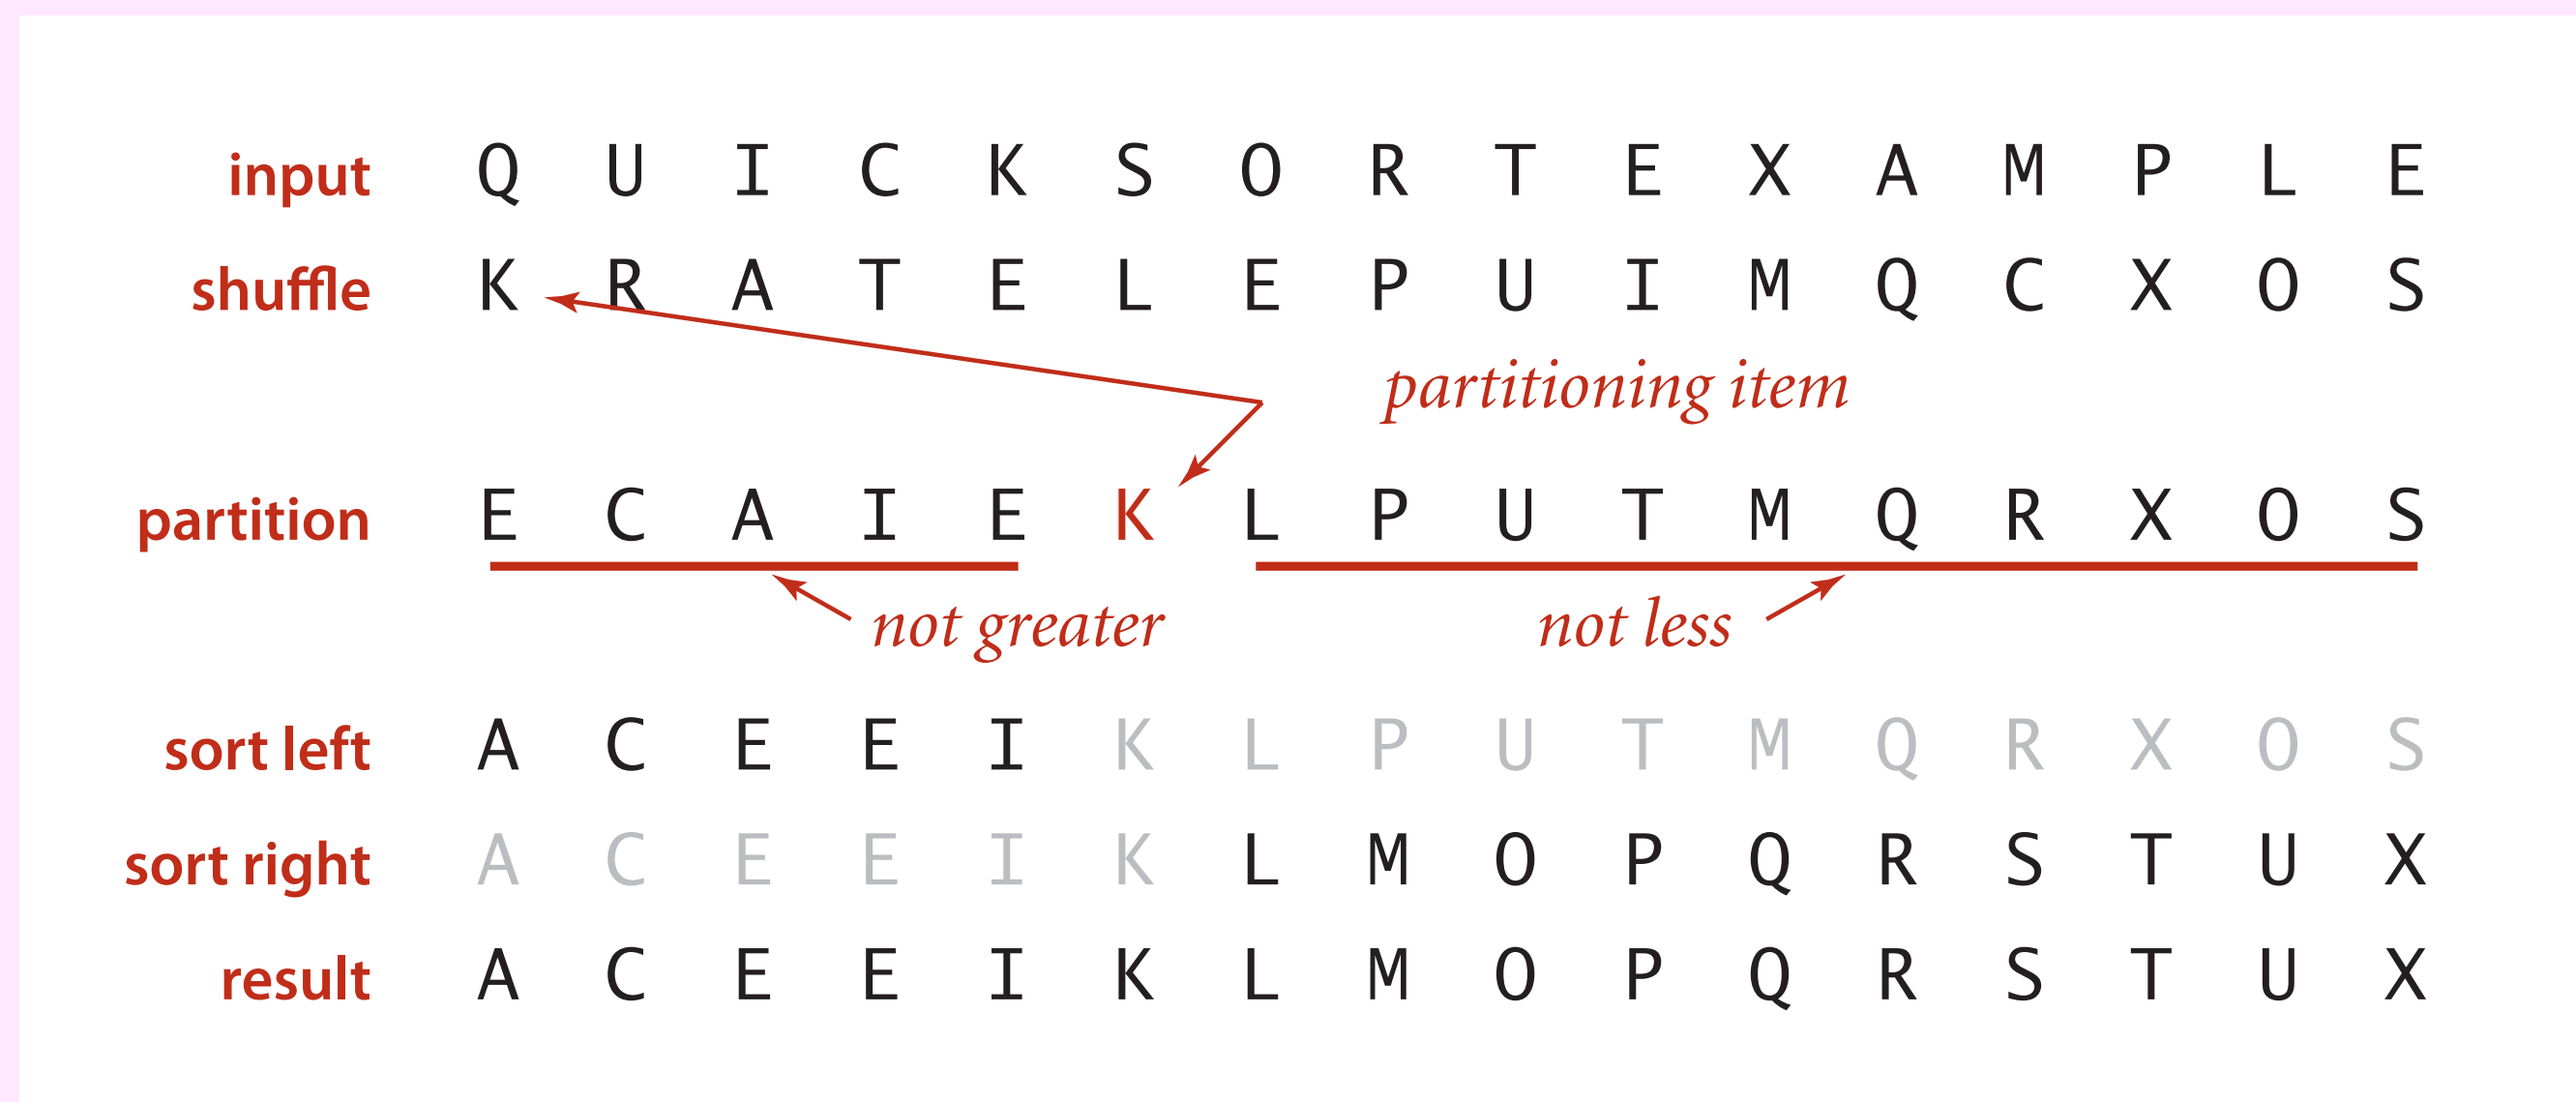 input Q U I C K S O R T E X A M P L E
shuffle K R A T E L E P U I M Q C X O S
partitioning item
partition E C A I E K L P U T M Q R X O S
not greater not less
sort left A C E E I K L P U T M Q R X O S
sort right A C E E I K L M O P Q R S T U X
result A C E E I K L M O P Q R S T U X